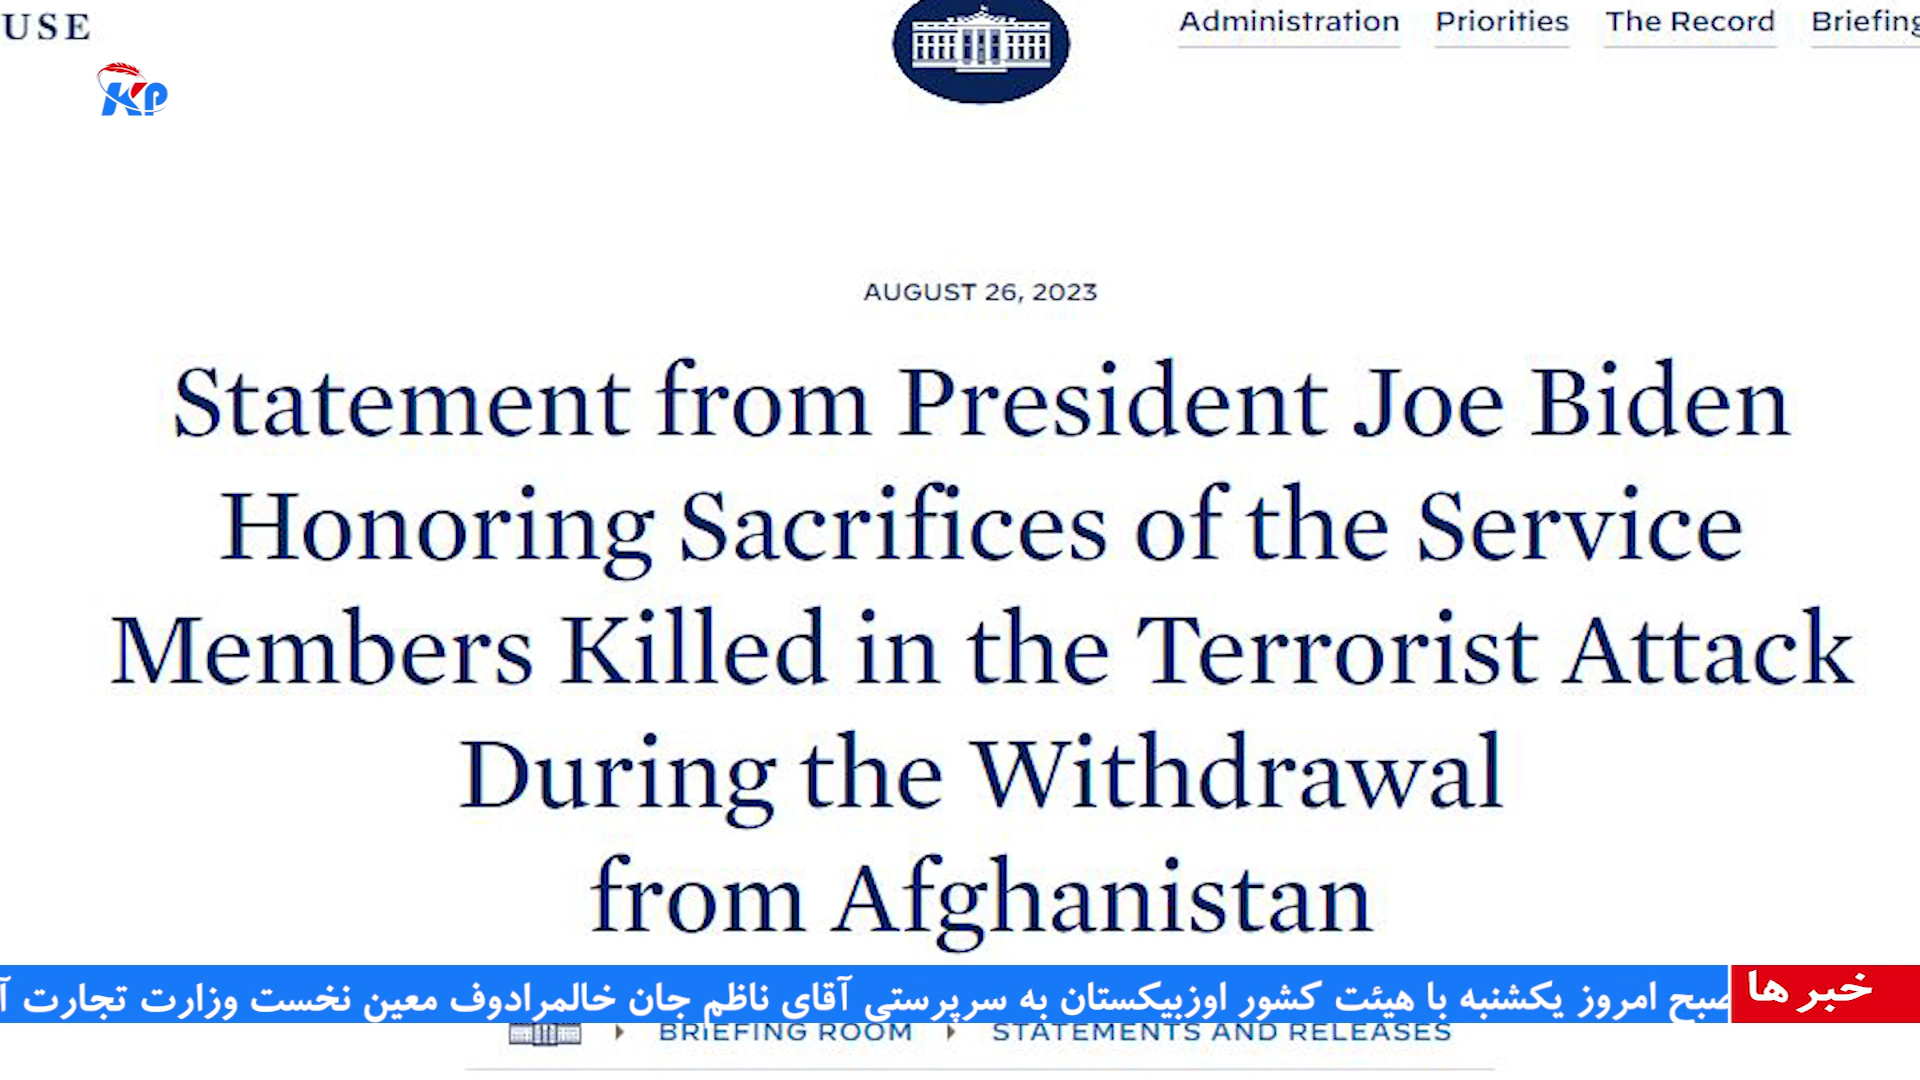 USE
Administration Priorities The Record Briefing
KP
AUGUST 26, 2023
Statement from President Joe Biden
Honoring Sacrifices of the Service
Members Killed in the Terrorist Attack
During the Withdrawal
from Afghanistan
خبر ها
صبح امروز یکشنبه با هیئت کشور اوزبیکستان به سرپرستی آقای ناظم جان خالمرادوف معین نخست وزارت تجارت آ
BRIEFING ROOM STATEMENTS AND RELEASES